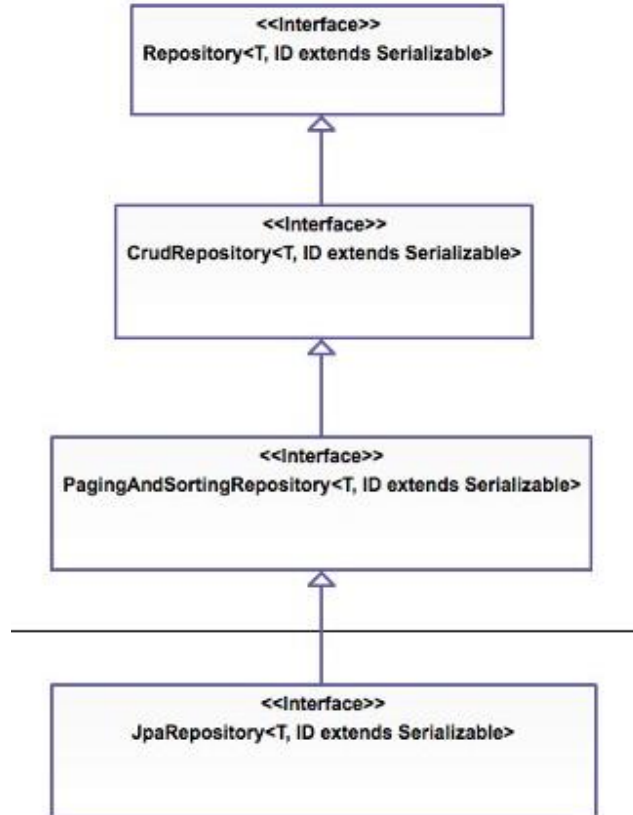 <<Interface>>
Repository<T, ID extends Serializable>
<<Interface>>
CrudRepository<T, ID extends Serializable>
<<Interface>>
PagingAndSortingRepository<T, ID extends Serializable>
<<Interface>>
JpaRepository<T, ID extends Serializable>